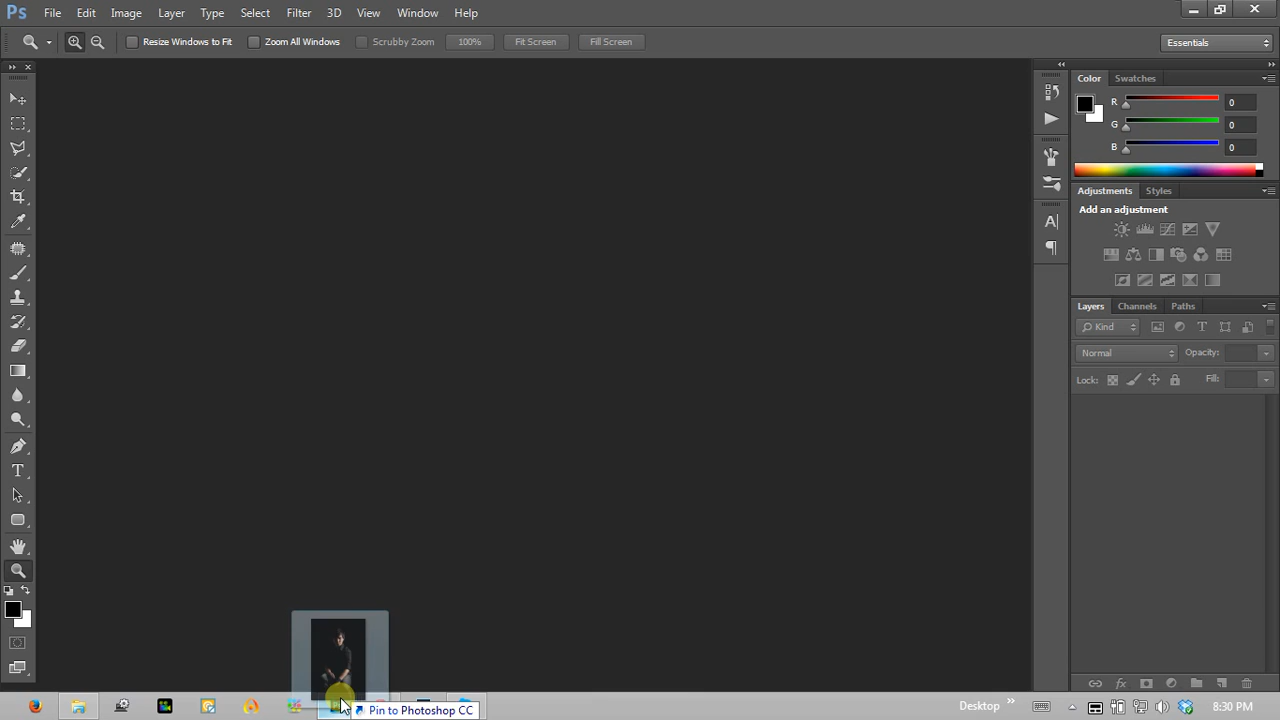 Ps File Edit Image Layer Type Select Filter 3D View Window Help
Resize Windows to Fit Zoom All Windows Scrubby Zoom 100% Fit Screen Fill Screen Essentials
Color Swatches
R 0
G 0
B 0
Adjustments Styles
Add an adjustment
Layers Channels Paths
Kind
Normal Opacity:
Lock: Fill:
Pin to Photoshop CC
Desktop 8:30 PM